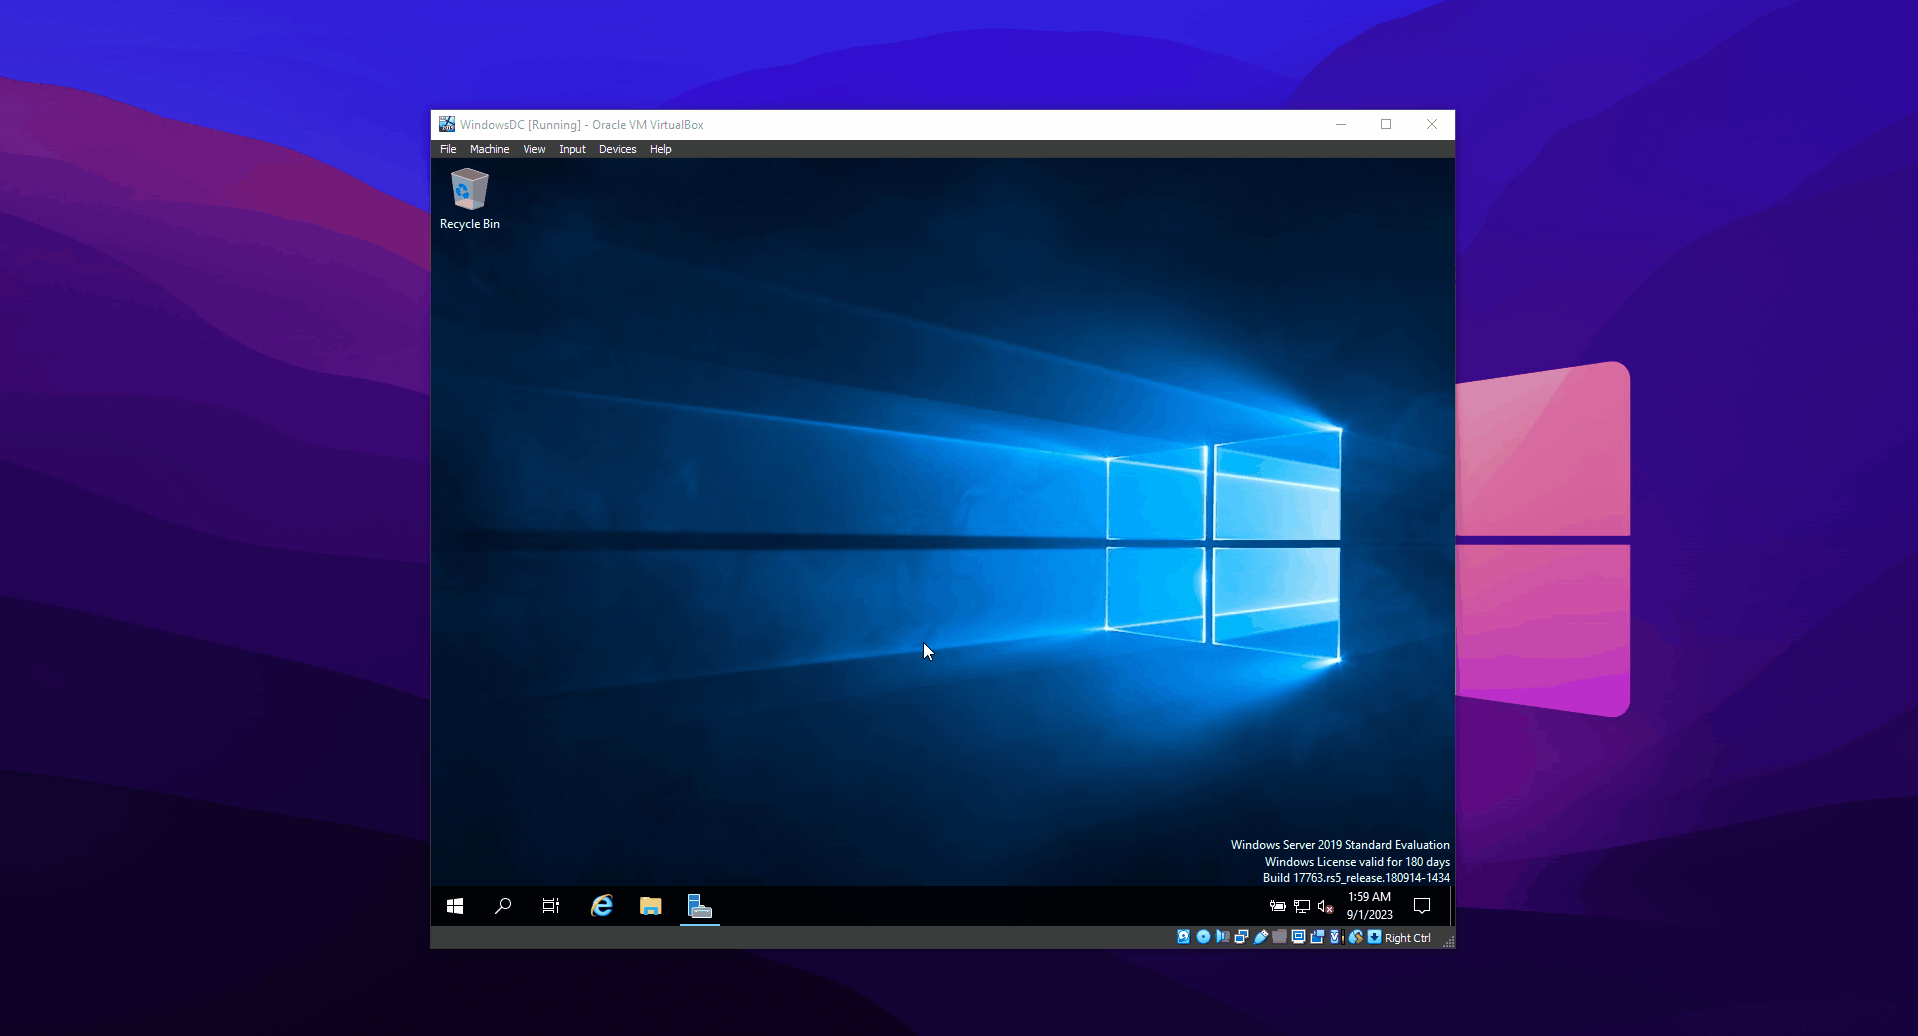 WindowsDC [Running] - Oracle VM VirtualBox
File Machine View Input Devices Help
Recycle Bin
Windows Server 2019 Standard Evaluation
Windows License valid for 180 days
Build 17763.rs5_release.180914-1434
1:59 AM
9/1/2023
Right Ctrl